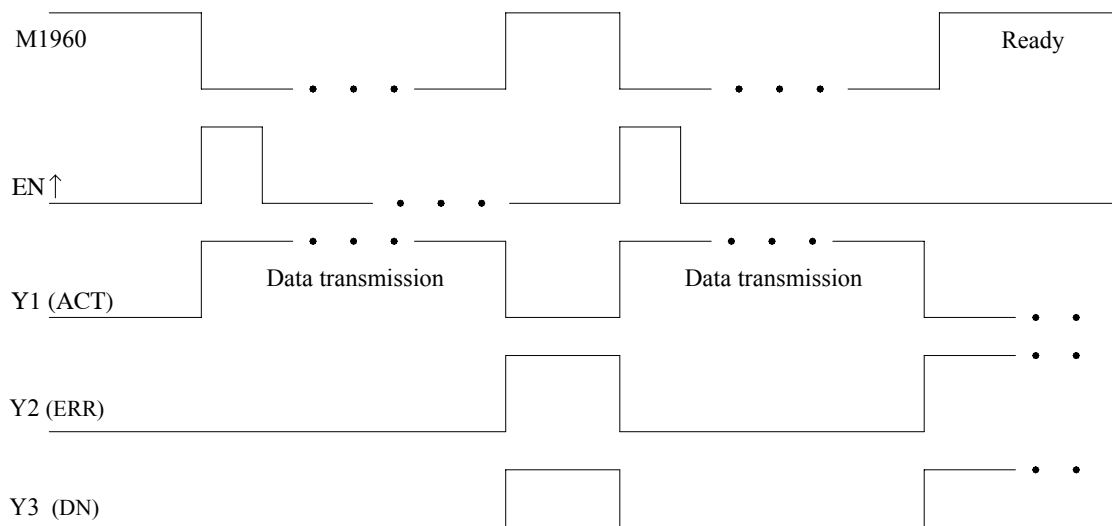 M1960
Ready
EN↑
Data transmission Data transmission
Y1 (ACT)
Y2 (ERR)
Y3 (DN)